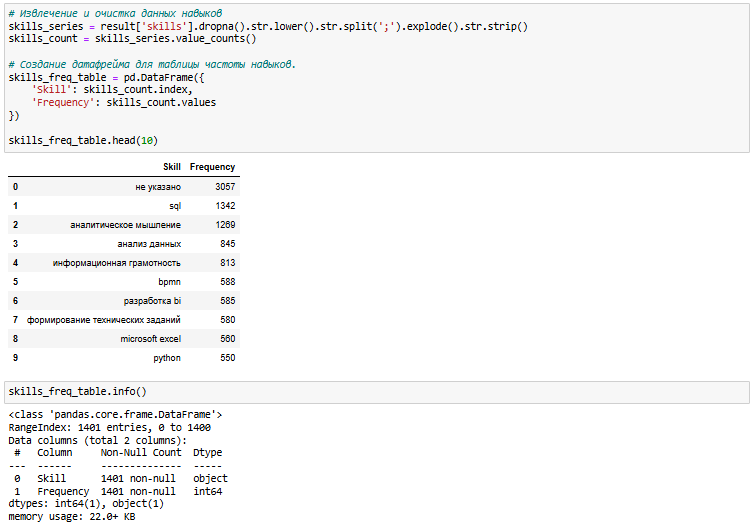 # Извлечение и очистка данных навыков
skills_series = result['skills'].dropna().str.lower().str.split(';').explode().str.strip()
skills_count = skills_series.value_counts()
# Создание датафрейма для таблицы частоты навыков.
skills_freq_table = pd.DataFrame({
    'Skill': skills_count.index,
    'Frequency': skills_count.values
})
skills_freq_table.head(10)
Skill Frequency
0 не указано 3057
1 sql 1342
2 аналитическое мышление 1269
3 анализ данных 845
4 информационная грамотность 813
5 bpmn 588
6 разработка bi 585
7 формирование технических заданий 580
8 microsoft excel 560
9 python 550
skills_freq_table.info()
<class 'pandas.core.frame.DataFrame'>
RangeIndex: 1401 entries, 0 to 1400
Data columns (total 2 columns):
 #   Column     Non-Null Count  Dtype
---  ------     --------------  -----
 0   Skill      1401 non-null   object
 1   Frequency  1401 non-null   int64
dtypes: int64(1), object(1)
memory usage: 22.0+ KB